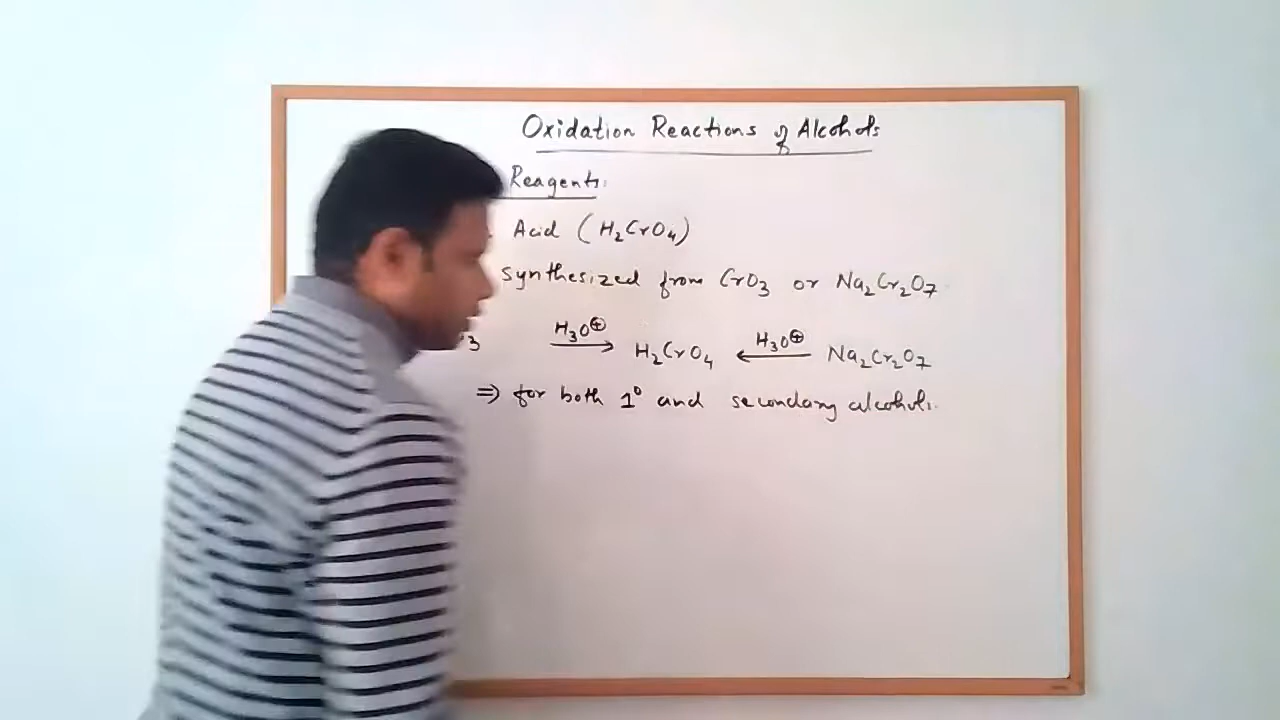 Oxidation Reactions of Alcohols
Reagents:
Acid (H₂CrO₄)
synthesized from CrO₃ or Na₂Cr₂O₇
₃ H₃O⊕ → H₂CrO₄ ← H₃O⊕ Na₂Cr₂O₇
⇒ for both 1° and secondary alcohols.